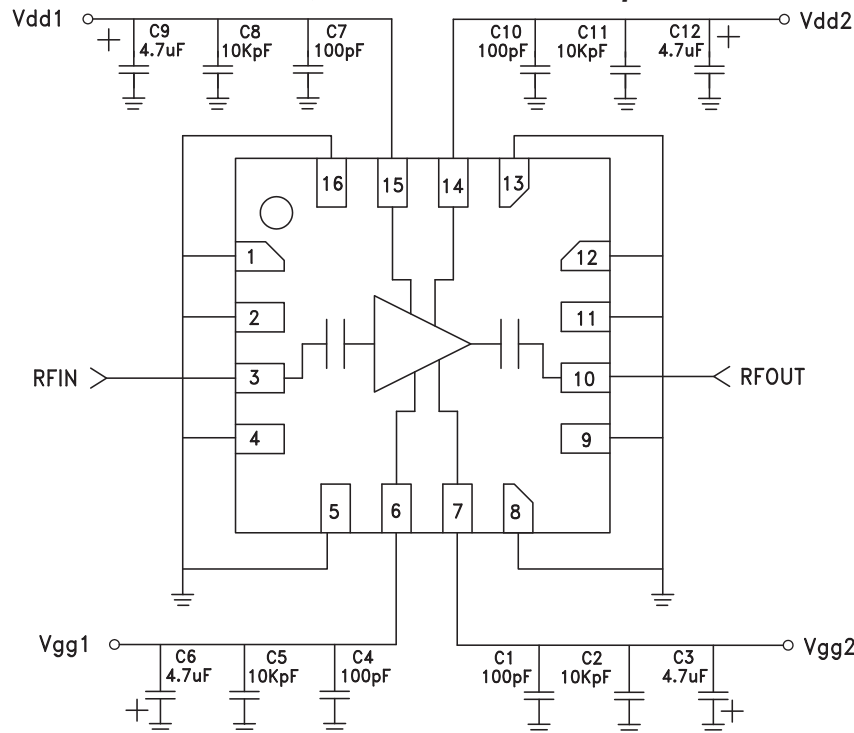 Vdd1
C9
4.7uF
C8
10KpF
C7
100pF
C10
100pF
C11
10KpF
C12
4.7uF
Vdd2
16
15
14
13
1
12
2
11
RFIN
3
10
RFOUT
4
9
5
6
7
8
Vgg1
C6
4.7uF
C5
10KpF
C4
100pF
C1
100pF
C2
10KpF
C3
4.7uF
Vgg2